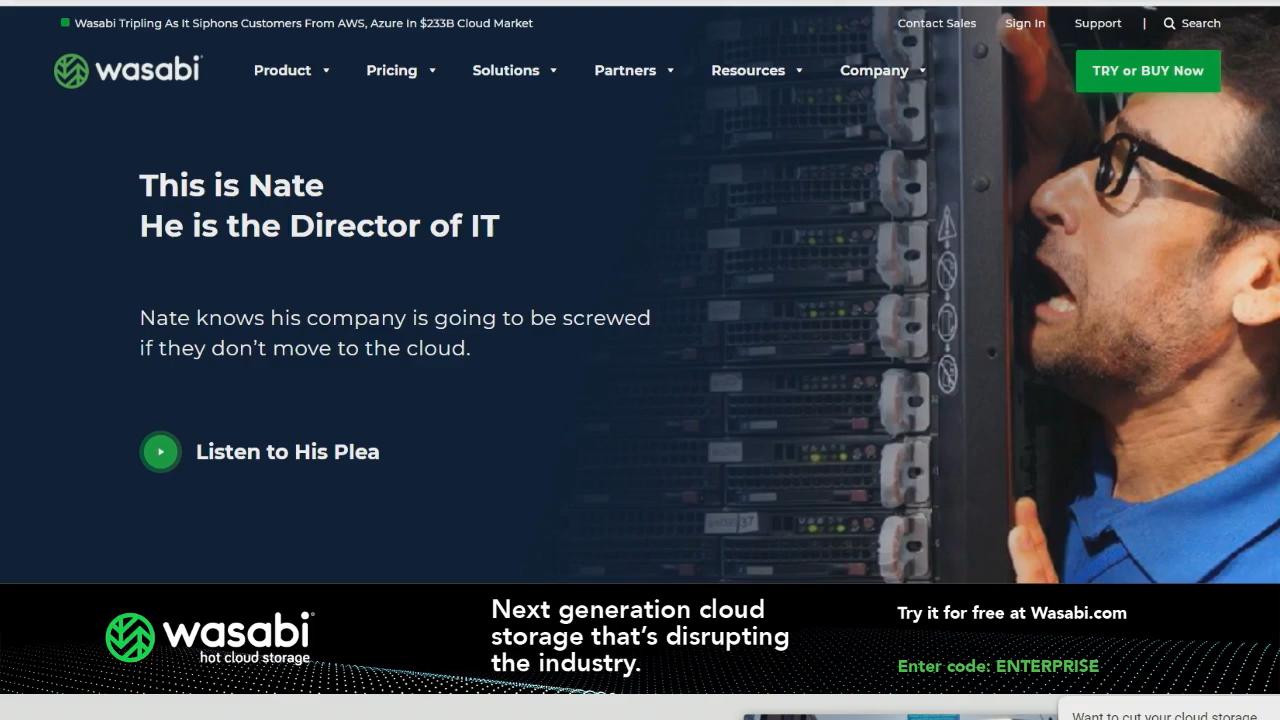 Wasabi Tripling As It Siphons Customers From AWS, Azure In $233B Cloud Market
Contact Sales Sign In Support | Search
wasabi
Product Pricing Solutions Partners Resources Company
TRY or BUY Now
This is Nate
He is the Director of IT
Nate knows his company is going to be screwed
if they don’t move to the cloud.
Listen to His Plea
wasabi
hot cloud storage
Next generation cloud
storage that’s disrupting
the industry.
Try it for free at Wasabi.com
Enter code: ENTERPRISE
Want to cut your cloud storage